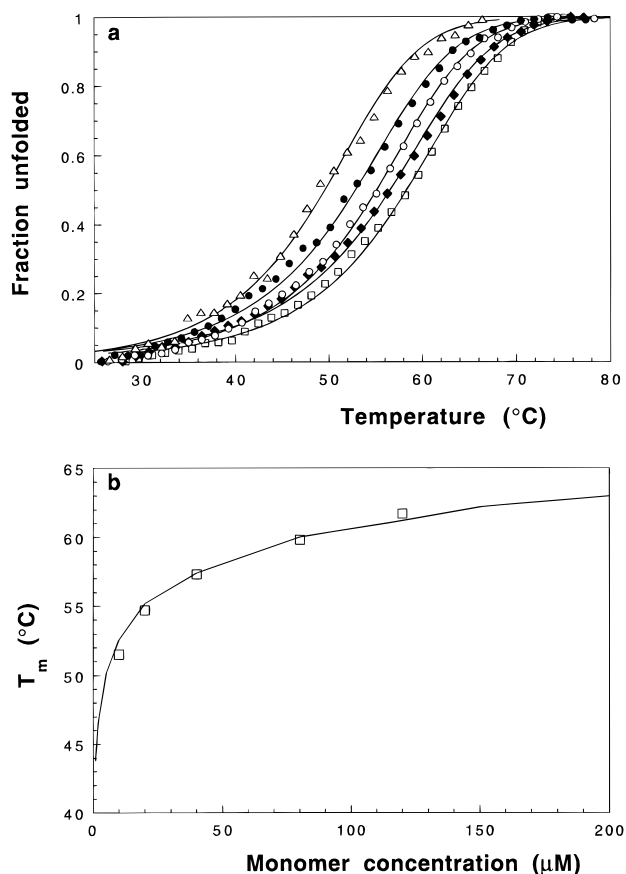 1
a
0.8
0.6
Fraction unfolded
0.4
0.2
0
30 40 50 60 70 80
Temperature (°C)
65
b
60
55
Tm (°C)
50
45
40
0 50 100 150 200
Monomer concentration (μM)